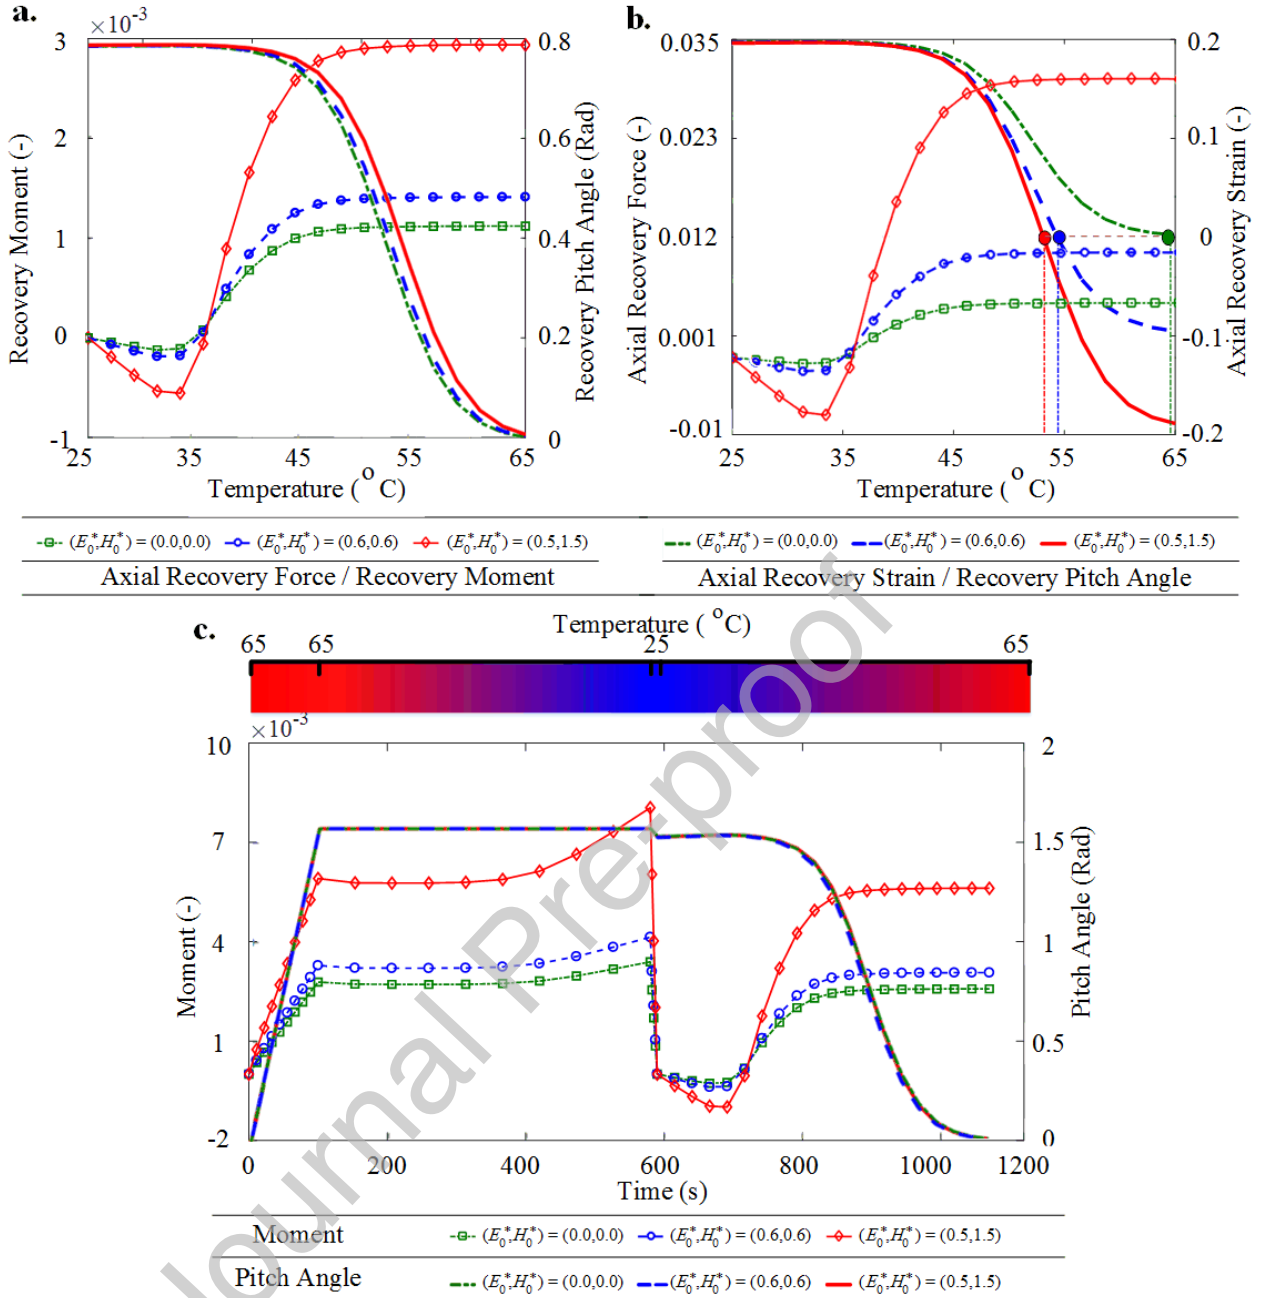 a.
×10⁻³
3
2
1
0
-1
0.8
0.6
0.4
0.2
0
25
35
45
55
65
Recovery Moment (-)
Recovery Pitch Angle (Rad)
Temperature ( °C)
b.
0.035
0.023
0.012
0.001
-0.01
0.2
0.1
0
-0.1
-0.2
25
35
45
55
65
Axial Recovery Force (-)
Axial Recovery Strain (-)
Temperature ( °C)
(E₀*,H₀*) = (0.0,0.0) (E₀*,H₀*) = (0.6,0.6) (E₀*,H₀*) = (0.5,1.5)
Axial Recovery Force / Recovery Moment
(E₀*,H₀*) = (0.0,0.0) (E₀*,H₀*) = (0.6,0.6) (E₀*,H₀*) = (0.5,1.5)
Axial Recovery Strain / Recovery Pitch Angle
c.
Temperature ( °C)
65 65 25 65
×10⁻³
10
7
4
1
-2
2
1.5
1
0.5
0
0 200 400 600 800 1000 1200
Moment (-)
Pitch Angle (Rad)
Time (s)
Moment (E₀*,H₀*) = (0.0,0.0) (E₀*,H₀*) = (0.6,0.6) (E₀*,H₀*) = (0.5,1.5)
Pitch Angle (E₀*,H₀*) = (0.0,0.0) (E₀*,H₀*) = (0.6,0.6) (E₀*,H₀*) = (0.5,1.5)
Journal Pre-proof